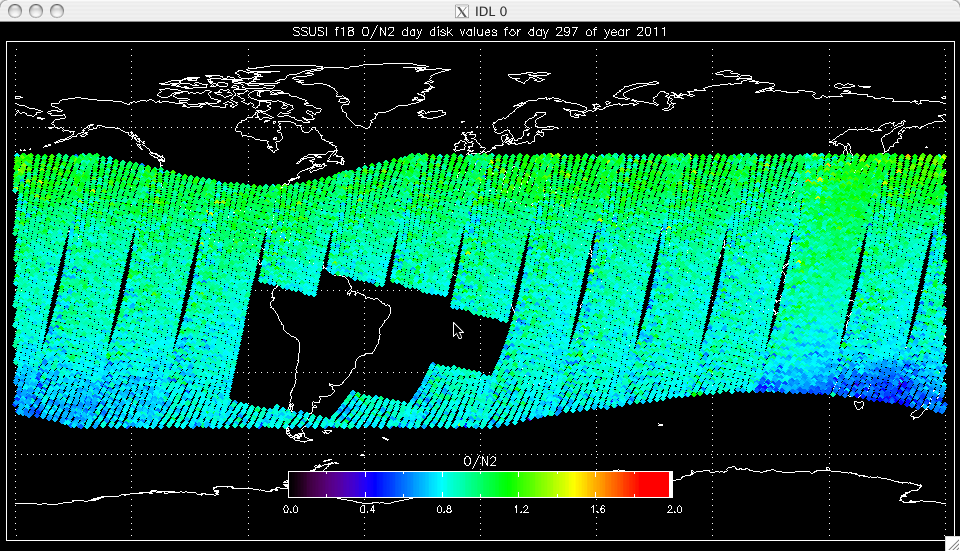 IDL 0
SSUSI f18 O/N2 day disk values for day 297 of year 2011
O/N2
0.0 0.4 0.8 1.2 1.6 2.0